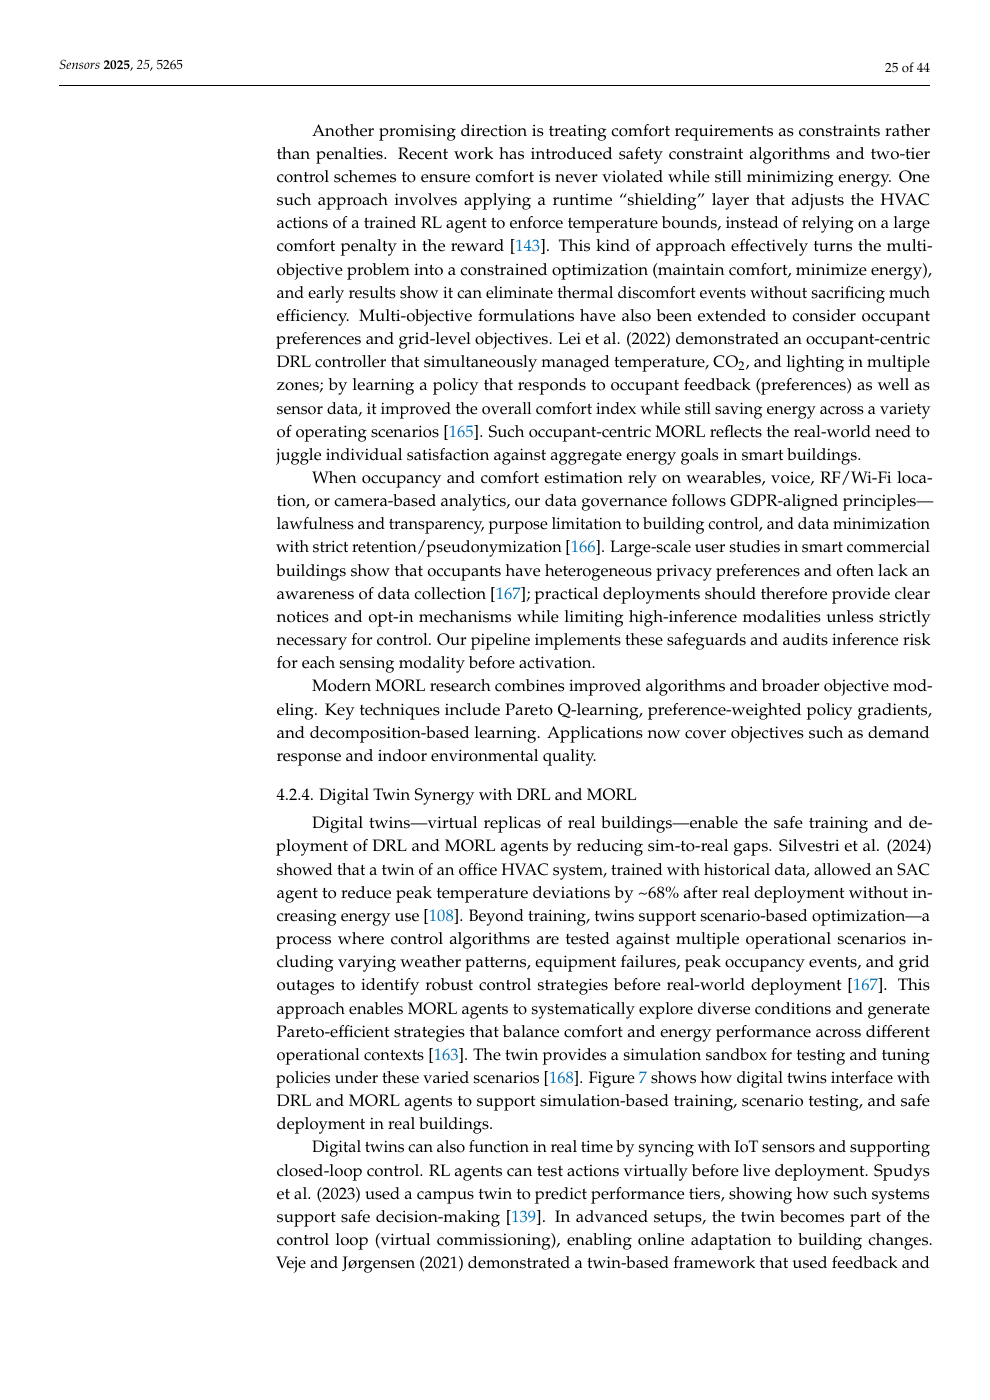 Sensors 2025, 25, 5265
25 of 44
Another promising direction is treating comfort requirements as constraints rather
than penalties. Recent work has introduced safety constraint algorithms and two-tier
control schemes to ensure comfort is never violated while still minimizing energy. One
such approach involves applying a runtime “shielding” layer that adjusts the HVAC
actions of a trained RL agent to enforce temperature bounds, instead of relying on a large
comfort penalty in the reward [143]. This kind of approach effectively turns the multi-
objective problem into a constrained optimization (maintain comfort, minimize energy),
and early results show it can eliminate thermal discomfort events without sacrificing much
efficiency. Multi-objective formulations have also been extended to consider occupant
preferences and grid-level objectives. Lei et al. (2022) demonstrated an occupant-centric
DRL controller that simultaneously managed temperature, CO₂, and lighting in multiple
zones; by learning a policy that responds to occupant feedback (preferences) as well as
sensor data, it improved the overall comfort index while still saving energy across a variety
of operating scenarios [165]. Such occupant-centric MORL reflects the real-world need to
juggle individual satisfaction against aggregate energy goals in smart buildings.
When occupancy and comfort estimation rely on wearables, voice, RF/Wi-Fi loca-
tion, or camera-based analytics, our data governance follows GDPR-aligned principles—
lawfulness and transparency, purpose limitation to building control, and data minimization
with strict retention/pseudonymization [166]. Large-scale user studies in smart commercial
buildings show that occupants have heterogeneous privacy preferences and often lack an
awareness of data collection [167]; practical deployments should therefore provide clear
notices and opt-in mechanisms while limiting high-inference modalities unless strictly
necessary for control. Our pipeline implements these safeguards and audits inference risk
for each sensing modality before activation.
Modern MORL research combines improved algorithms and broader objective mod-
eling. Key techniques include Pareto Q-learning, preference-weighted policy gradients,
and decomposition-based learning. Applications now cover objectives such as demand
response and indoor environmental quality.
4.2.4. Digital Twin Synergy with DRL and MORL
Digital twins—virtual replicas of real buildings—enable the safe training and de-
ployment of DRL and MORL agents by reducing sim-to-real gaps. Silvestri et al. (2024)
showed that a twin of an office HVAC system, trained with historical data, allowed an SAC
agent to reduce peak temperature deviations by ~68% after real deployment without in-
creasing energy use [108]. Beyond training, twins support scenario-based optimization—a
process where control algorithms are tested against multiple operational scenarios in-
cluding varying weather patterns, equipment failures, peak occupancy events, and grid
outages to identify robust control strategies before real-world deployment [167]. This
approach enables MORL agents to systematically explore diverse conditions and generate
Pareto-efficient strategies that balance comfort and energy performance across different
operational contexts [163]. The twin provides a simulation sandbox for testing and tuning
policies under these varied scenarios [168]. Figure 7 shows how digital twins interface with
DRL and MORL agents to support simulation-based training, scenario testing, and safe
deployment in real buildings.
Digital twins can also function in real time by syncing with IoT sensors and supporting
closed-loop control. RL agents can test actions virtually before live deployment. Spudys
et al. (2023) used a campus twin to predict performance tiers, showing how such systems
support safe decision-making [139]. In advanced setups, the twin becomes part of the
control loop (virtual commissioning), enabling online adaptation to building changes.
Veje and Jørgensen (2021) demonstrated a twin-based framework that used feedback and